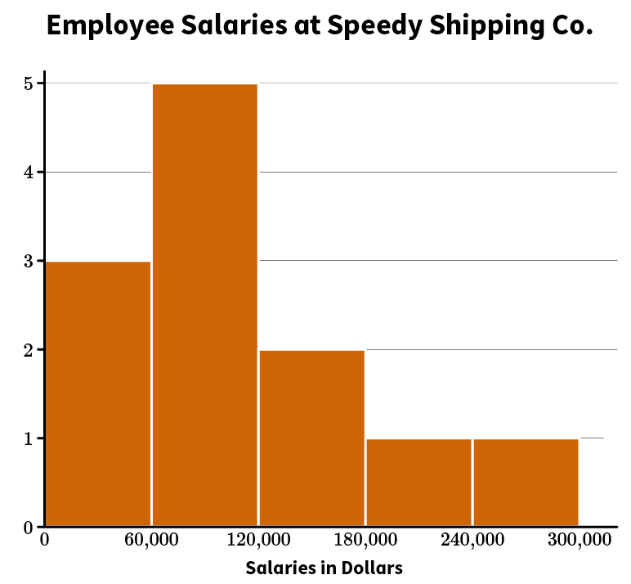 Employee Salaries at Speedy Shipping Co.
5
4
3
2
1
0
0 60,000 120,000 180,000 240,000 300,000
Salaries in Dollars